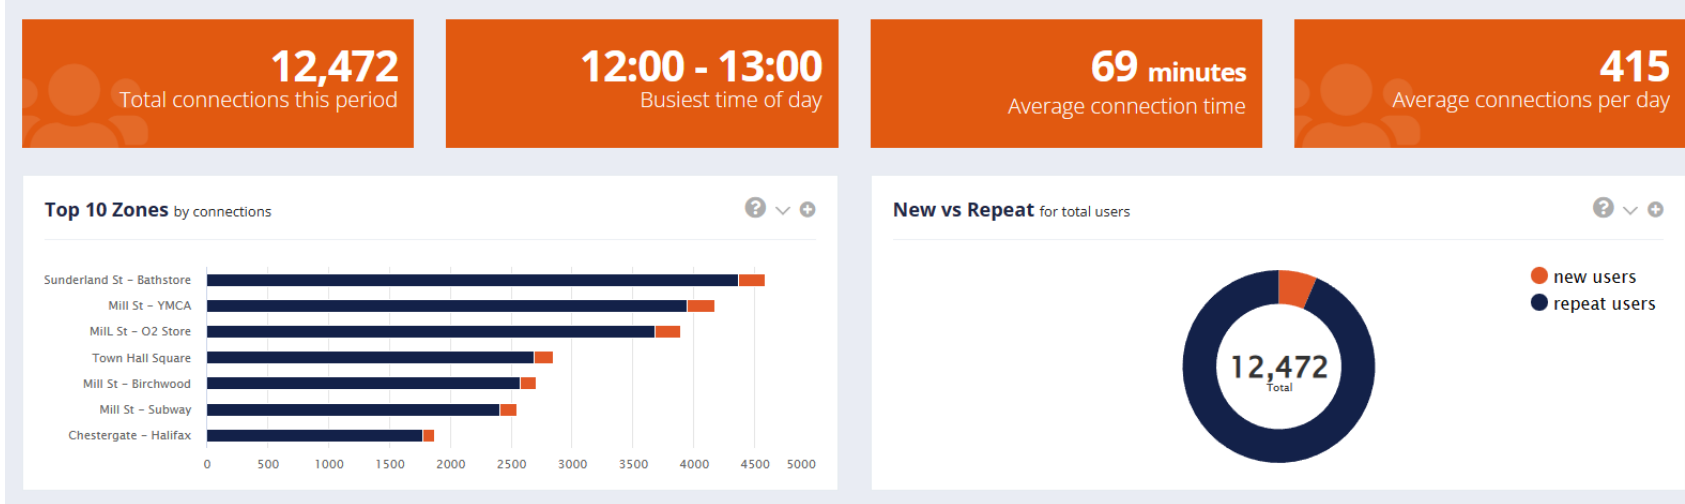 12,472
Total connections this period
12:00 - 13:00
Busiest time of day
69 minutes
Average connection time
415
Average connections per day
Top 10 Zones by connections
?
Sunderland St - Bathstore
Mill St - YMCA
MilL St - O2 Store
Town Hall Square
Mill St - Birchwood
Mill St - Subway
Chestergate - Halifax
0 500 1000 1500 2000 2500 3000 3500 4000 4500 5000
New vs Repeat for total users
?
new users
repeat users
12,472
Total